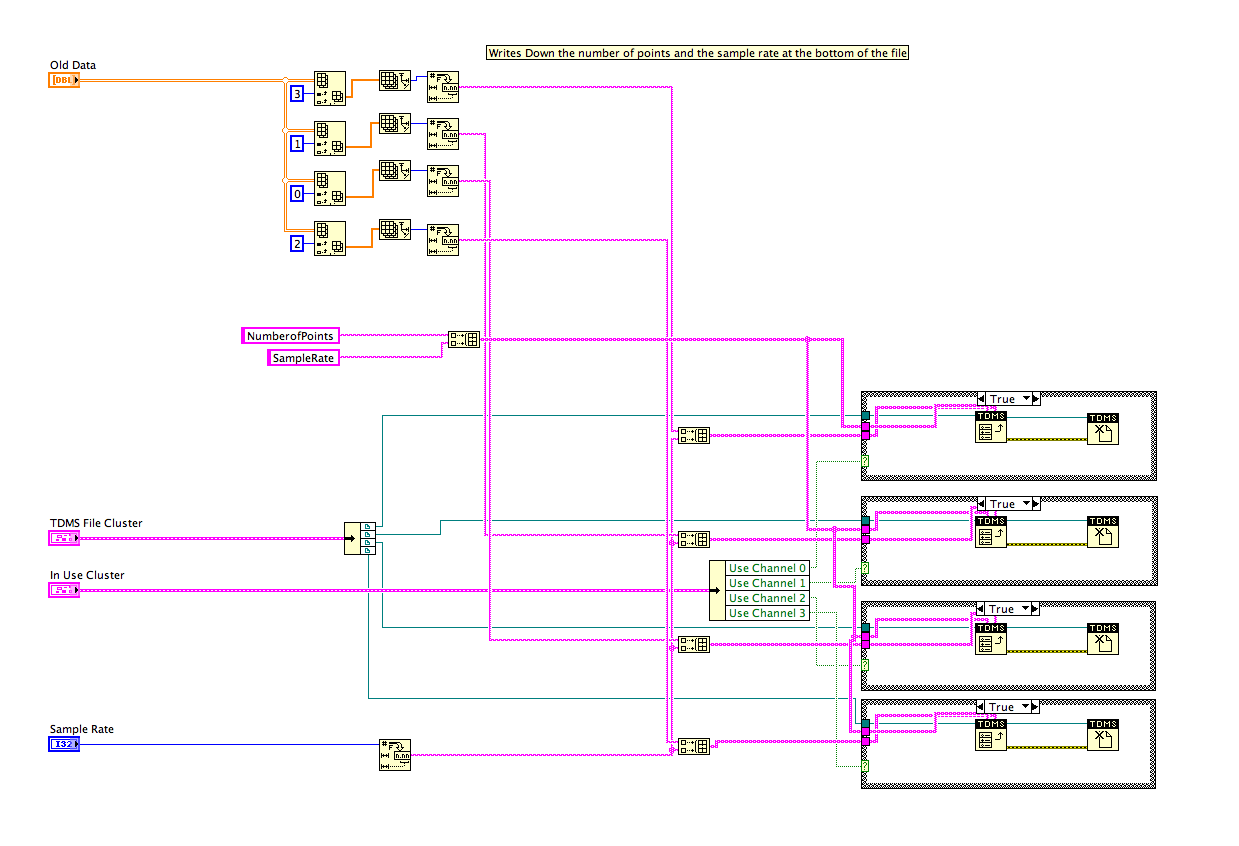 Writes Down the number of points and the sample rate at the bottom of the file
Old Data
[DBL]
3
1
0
2
NumberofPoints
SampleRate
True
TDMS
TDMS
True
TDMS
TDMS
TDMS File Cluster
In Use Cluster
Use Channel 0
Use Channel 1
Use Channel 2
Use Channel 3
True
TDMS
TDMS
True
TDMS
TDMS
Sample Rate
I32